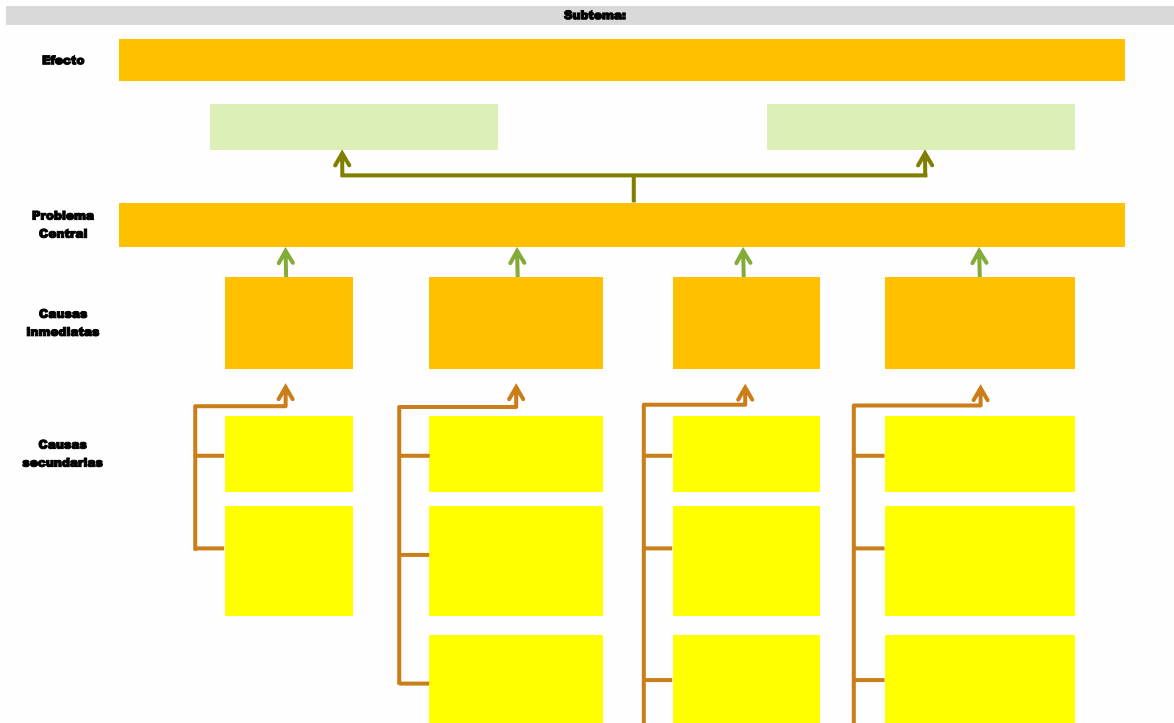 Subtema:
Efecto
Problema
Central
Causas
inmediatas
Causas
secundarias